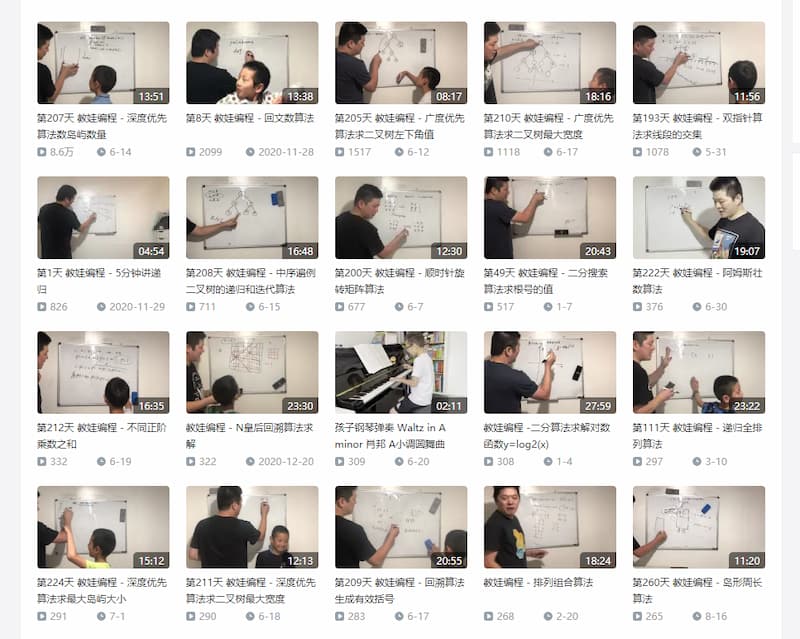 13:51
13:38
08:17
18:16
11:56
第207天 教娃编程 - 深度优先
算法数岛屿数量
8.6万 6-14
第8天 教娃编程 - 回文数算法
2099 2020-11-28
第205天 教娃编程 - 广度优先
算法求二叉树左下角值
1517 6-12
第210天 教娃编程 - 广度优先
算法求二叉树最大宽度
1118 6-17
第193天 教娃编程 - 双指针算
法求线段的交集
1078 5-31
04:54
16:48
12:30
20:43
19:07
第1天 教娃编程 - 5分钟讲递
归
826 2020-11-29
第208天 教娃编程 - 中序遍例
二叉树的递归和迭代算法
711 6-15
第200天 教娃编程 - 顺时针旋
转矩阵算法
677 6-7
第49天 教娃编程 - 二分搜索
算法求根号的值
517 1-7
第222天 教娃编程 - 阿姆斯壮
数算法
376 6-30
16:35
23:30
02:11
27:59
23:22
第212天 教娃编程 - 不同正阶
乘数之和
332 6-19
教娃编程 - N皇后回溯算法求
解
322 2020-12-20
孩子钢琴弹奏 Waltz in A
minor 肖邦 A小调圆舞曲
309 6-20
教娃编程 -二分算法求解对数
函数y=log2(x)
308 1-4
第111天 教娃编程 - 递归全排
列算法
297 3-10
15:12
12:13
20:55
18:24
11:20
第224天 教娃编程 - 深度优先
算法求最大岛屿大小
291 7-1
第211天 教娃编程 - 深度优先
算法求二叉树最大宽度
290 6-18
第209天 教娃编程 - 回溯算法
生成有效括号
283 6-17
教娃编程 - 排列组合算法
268 2-20
第260天 教娃编程 - 岛形周长
算法
265 8-16